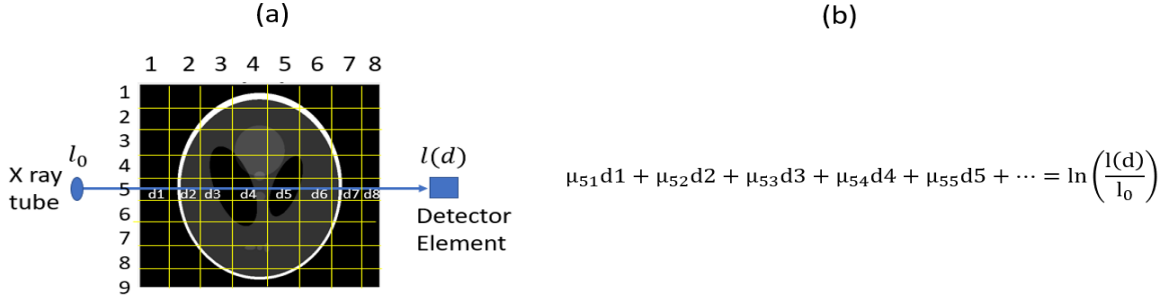 (a)
(b)
1 2 3 4 5 6 7 8
1
2
3
4
5
6
7
8
9
l₀
X ray
tube
d1 d2 d3 d4 d5 d6 d7 d8
l(d)
Detector
Element
μ₅₁d1 + μ₅₂d2 + μ₅₃d3 + μ₅₄d4 + μ₅₅d5 + ⋯ = ln(l(d)/l₀)